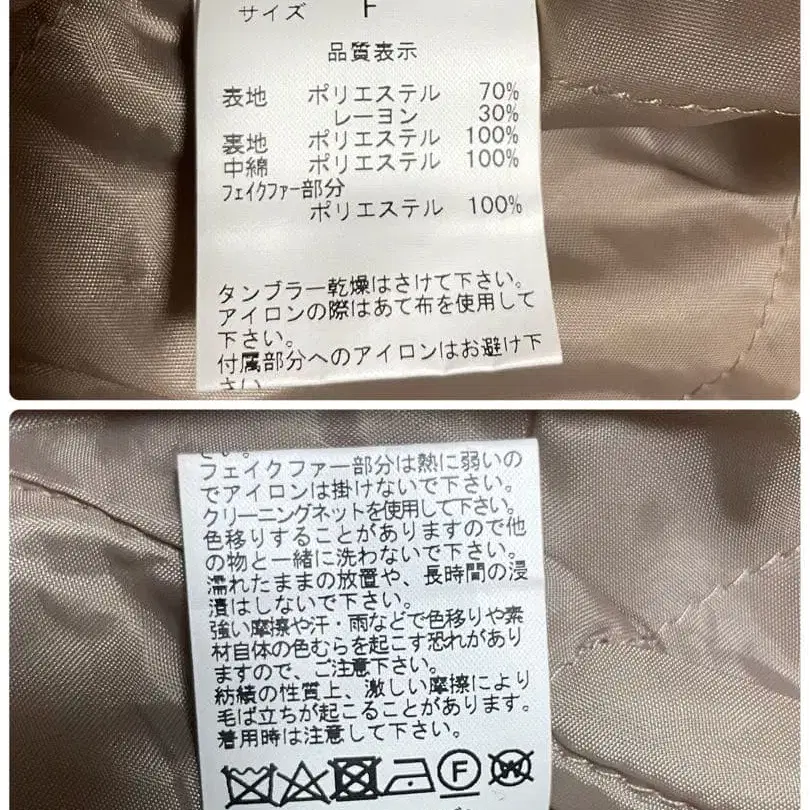 サイズ F
品質表示
表地 ポリエステル 70%
レーヨン 30%
裏地 ポリエステル 100%
中綿 ポリエステル 100%
フェイクファー部分
ポリエステル 100%
タンブラー乾燥はさけて下さい。
アイロンの際はあて布を使用して
下さい。
付属部分へのアイロンはお避け下
さい
さい。
フェイクファー部分は熱に弱いの
でアイロンは掛けないで下さい。
クリーニングネットを使用して下さい。
色移りすることがありますので他
の物と一緒に洗わないで下さい。
濡れたままの放置や、長時間の浸
漬はしないで下さい。
強い摩擦や汗・雨などで色移りや素
材自体の色むらを起こす恐れがあり
ますので、ご注意下さい。
紡績の性質上、激しい摩擦により
毛ば立ちが起こることがあります。
着用時は注意して下さい。
F W